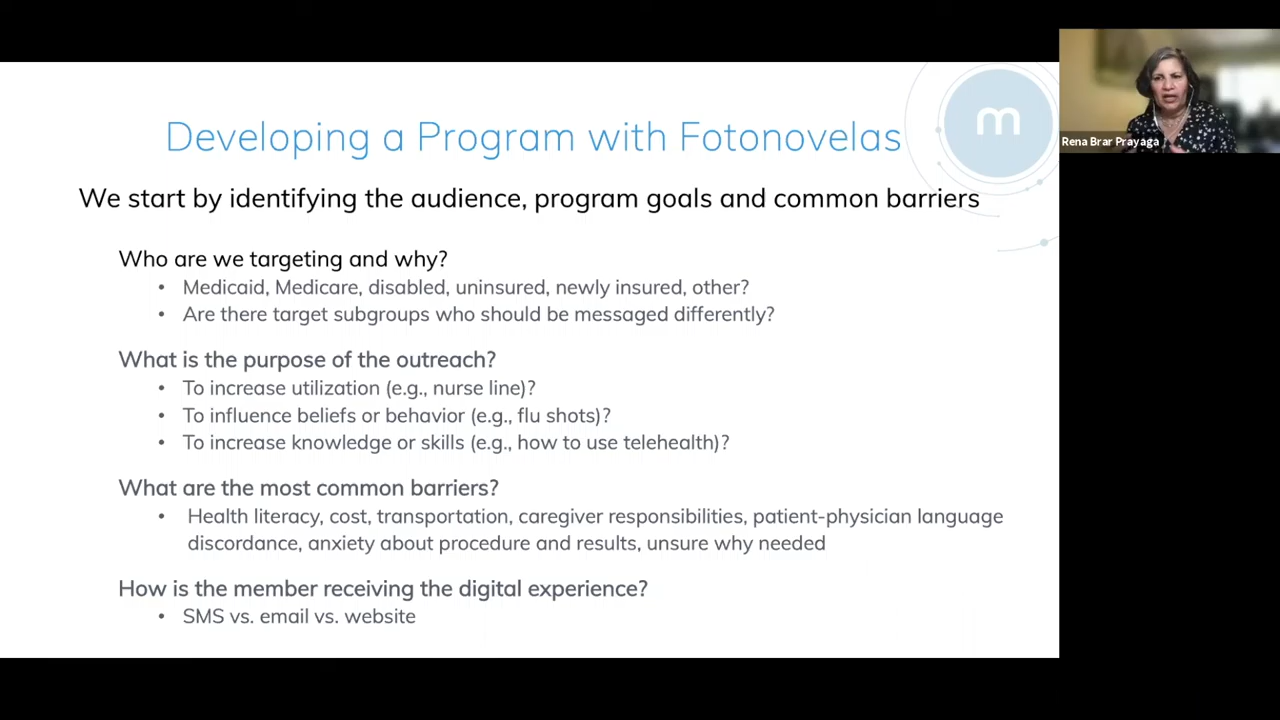 Developing a Program with Fotonovelas
m
Rena Brar Prayaga
We start by identifying the audience, program goals and common barriers
Who are we targeting and why?
• Medicaid, Medicare, disabled, uninsured, newly insured, other?
• Are there target subgroups who should be messaged differently?
What is the purpose of the outreach?
• To increase utilization (e.g., nurse line)?
• To influence beliefs or behavior (e.g., flu shots)?
• To increase knowledge or skills (e.g., how to use telehealth)?
What are the most common barriers?
• Health literacy, cost, transportation, caregiver responsibilities, patient-physician language
discordance, anxiety about procedure and results, unsure why needed
How is the member receiving the digital experience?
• SMS vs. email vs. website